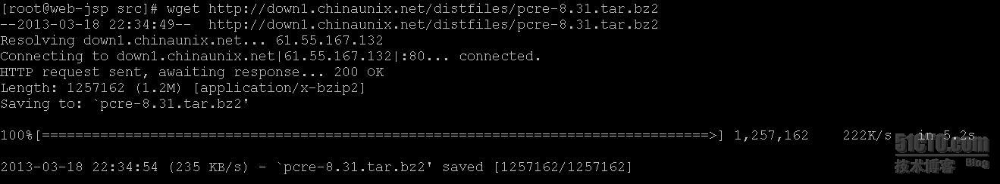 [root@web-jsp src]# wget http://down1.chinaunix.net/distfiles/pcre-8.31.tar.bz2
--2013-03-18 22:34:49--  http://down1.chinaunix.net/distfiles/pcre-8.31.tar.bz2
Resolving down1.chinaunix.net... 61.55.167.132
Connecting to down1.chinaunix.net|61.55.167.132|:80... connected.
HTTP request sent, awaiting response... 200 OK
Length: 1257162 (1.2M) [application/x-bzip2]
Saving to: `pcre-8.31.tar.bz2'
100%[================================================================================>] 1,257,162    222K/s   in 5.2s
2013-03-18 22:34:54 (235 KB/s) - `pcre-8.31.tar.bz2' saved [1257162/1257162]
51CTO.com
技术博客 Blog